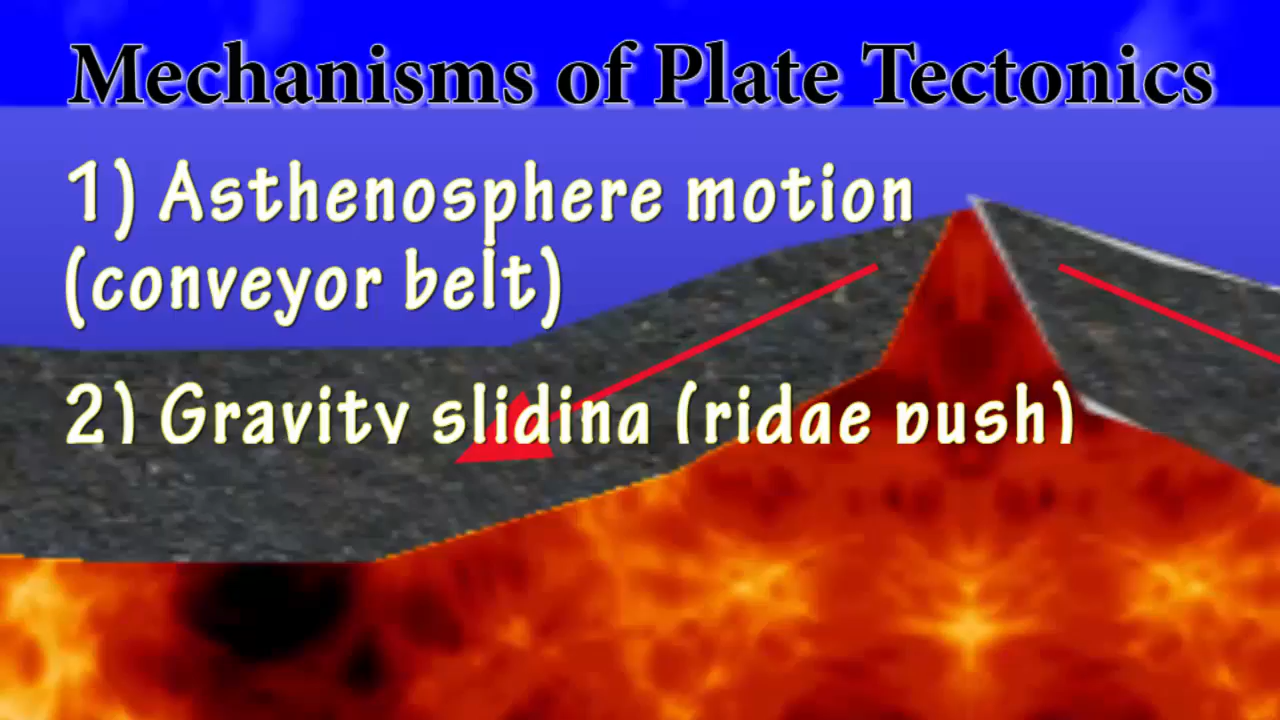 Mechanisms of Plate Tectonics
1) Asthenosphere motion
(conveyor belt)
2) Gravity sliding (ridge push)